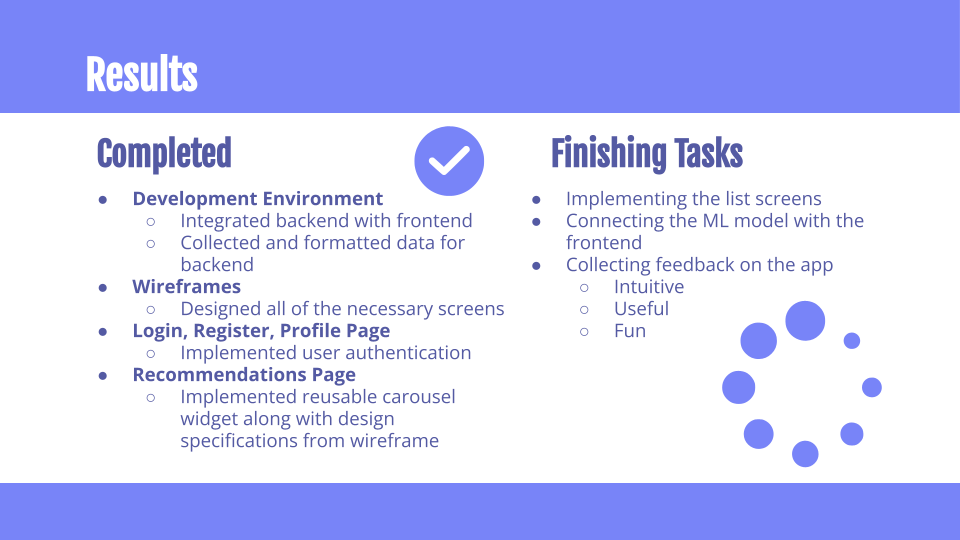 Results
Completed
● Development Environment
○ Integrated backend with frontend
○ Collected and formatted data for
backend
● Wireframes
○ Designed all of the necessary screens
● Login, Register, Profile Page
○ Implemented user authentication
● Recommendations Page
○ Implemented reusable carousel
widget along with design
specifications from wireframe
Finishing Tasks
● Implementing the list screens
● Connecting the ML model with the
frontend
● Collecting feedback on the app
○ Intuitive
○ Useful
○ Fun